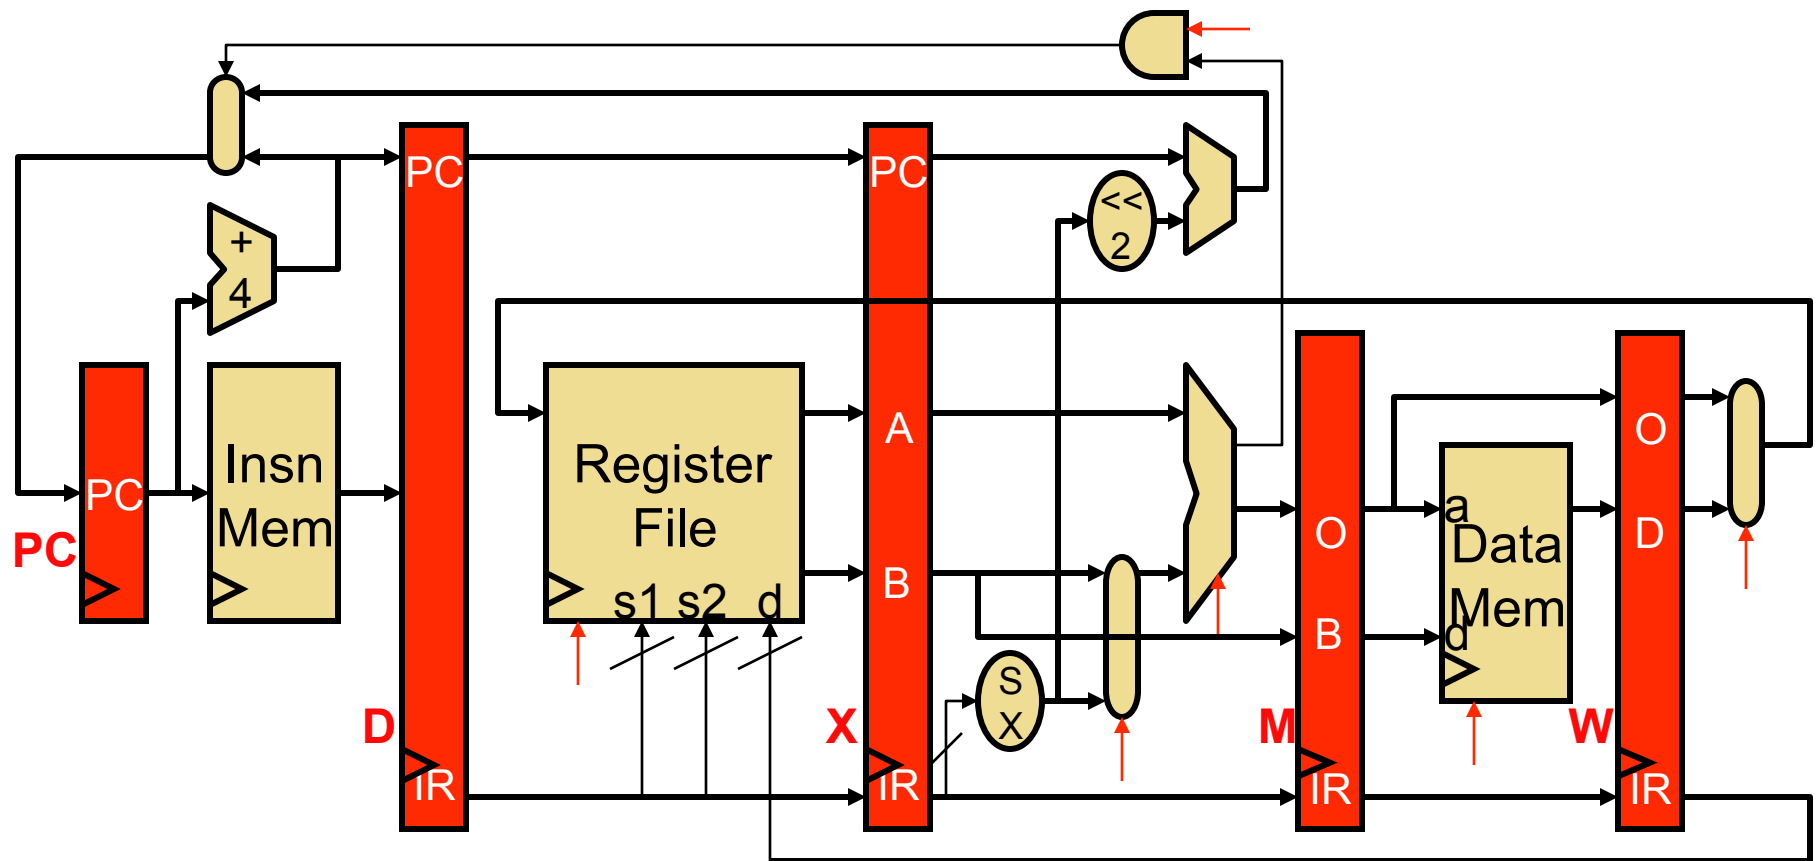 PC
PC
<<
2
+
4
A
O
Insn
Mem
Register
File
PC
a
O
D
Data
Mem
PC
B
s1
s2
d
B
d
S
X
D
X
M
W
IR
IR
IR
IR